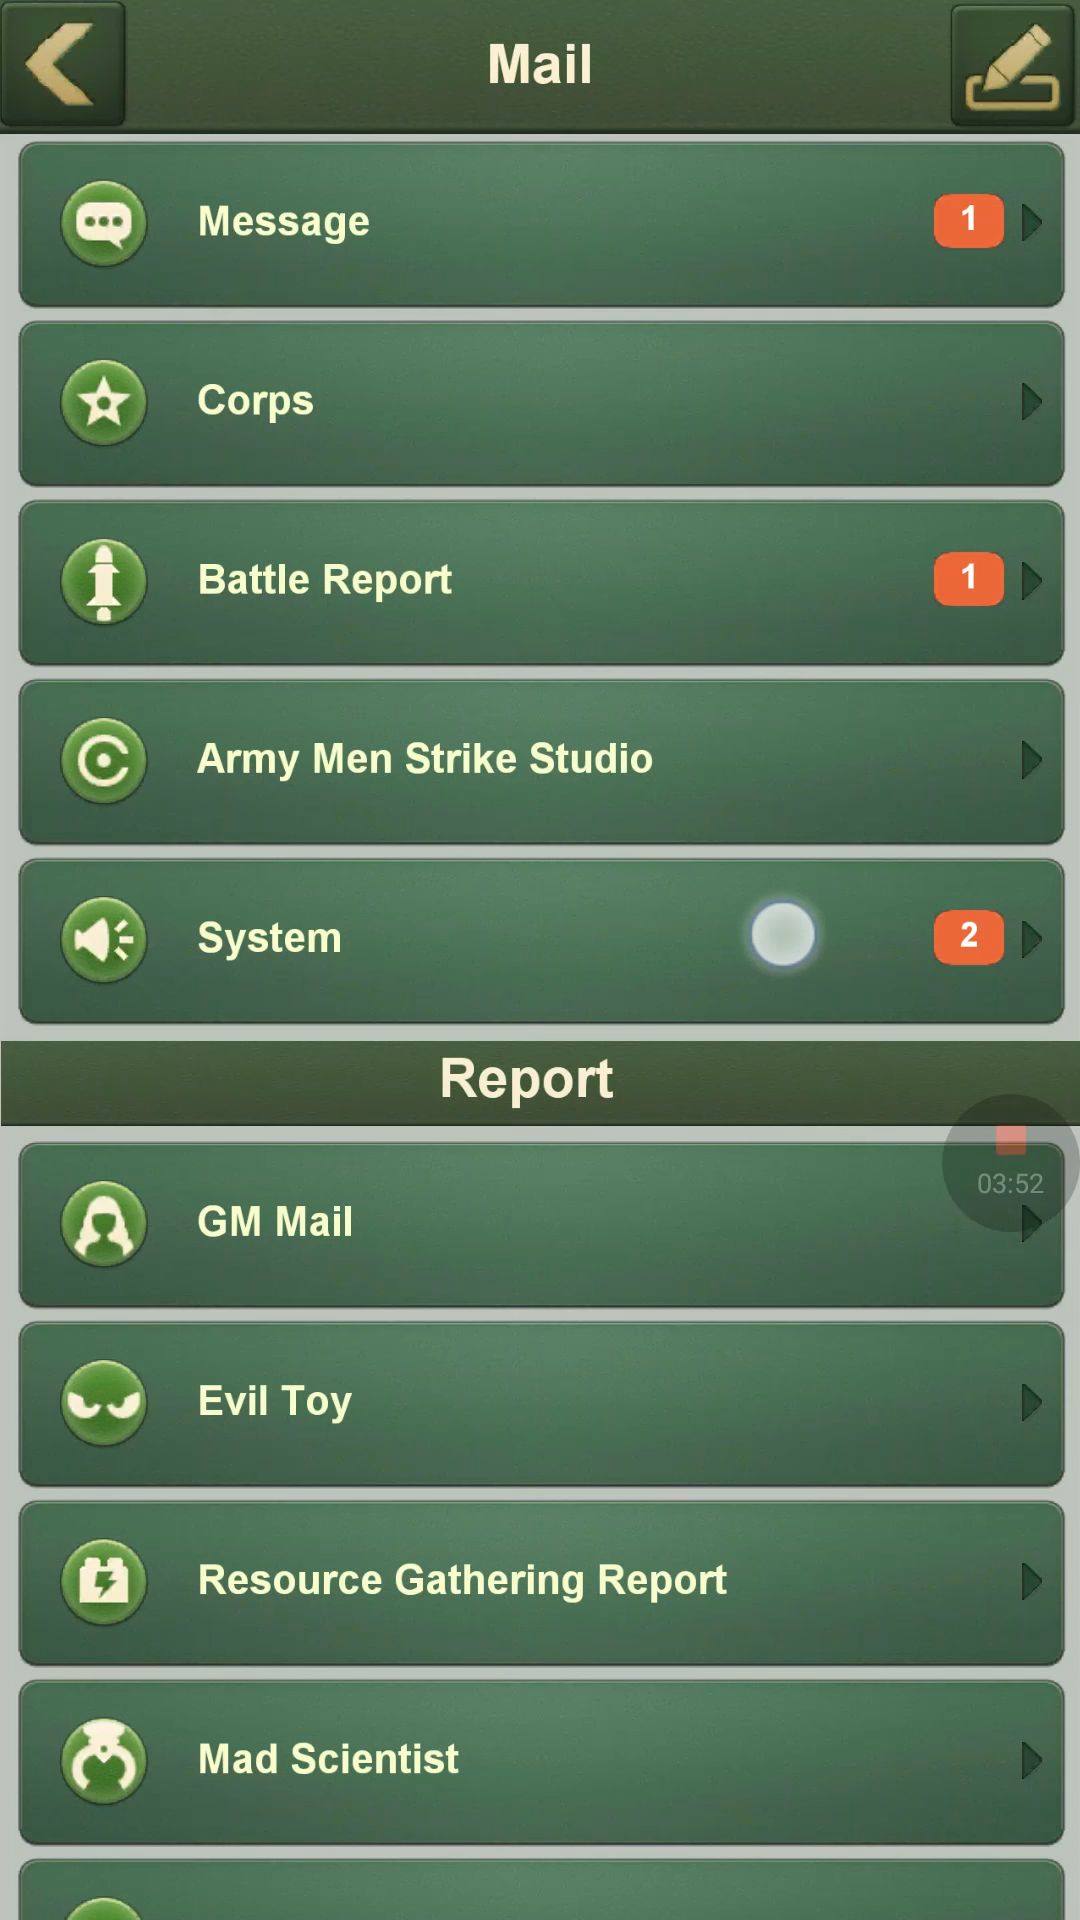 Mail
Message
1
Corps
Battle Report
1
Army Men Strike Studio
System
2
Report
03:52
GM Mail
Evil Toy
Resource Gathering Report
Mad Scientist